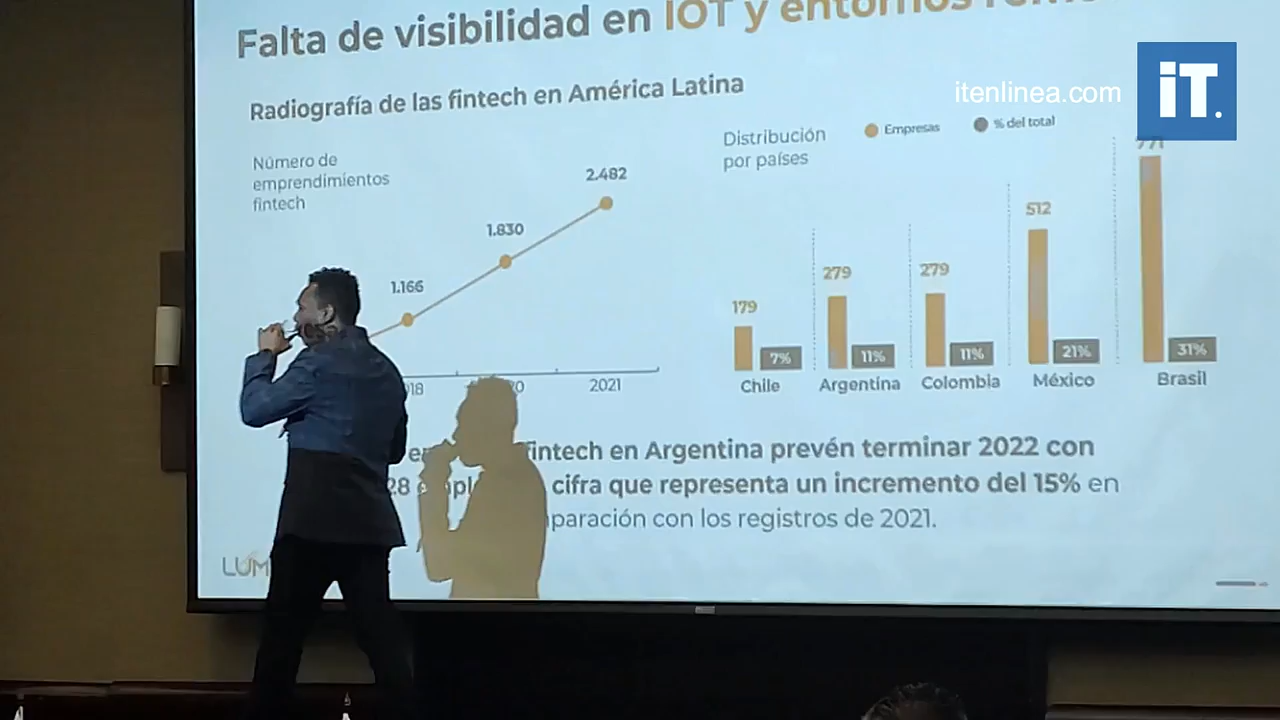 Falta de visibilidad en IOT y entornos
Radiografía de las fintech en América Latina
itenlinea.com
iT.
Número de
emprendimientos
fintech
1.166
1.830
2.482
2021
Distribución
por países
Empresas
% del total
179
7%
Chile
279
11%
Argentina
279
11%
Colombia
512
21%
México
771
31%
Brasil
fintech en Argentina prevén terminar 2022 con
cifra que representa un incremento del 15% en
con los registros de 2021.